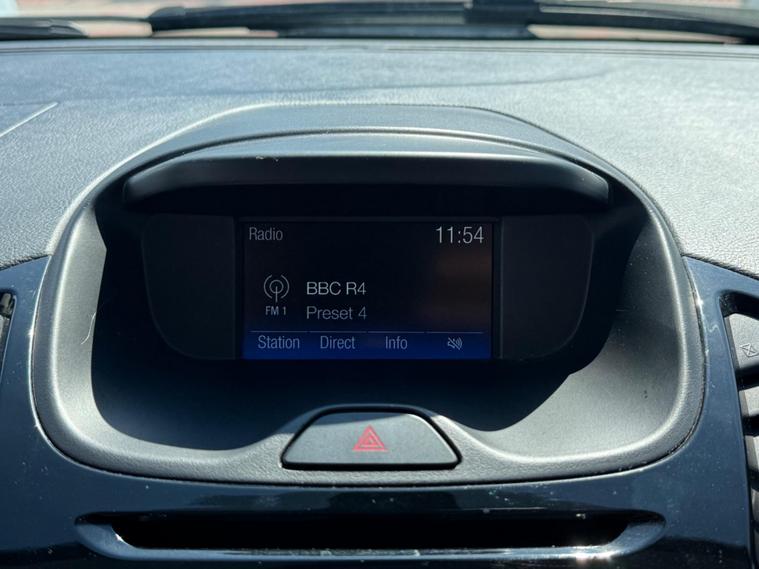 Radio 11:54
BBC R4
FM 1 Preset 4
Station Direct Info